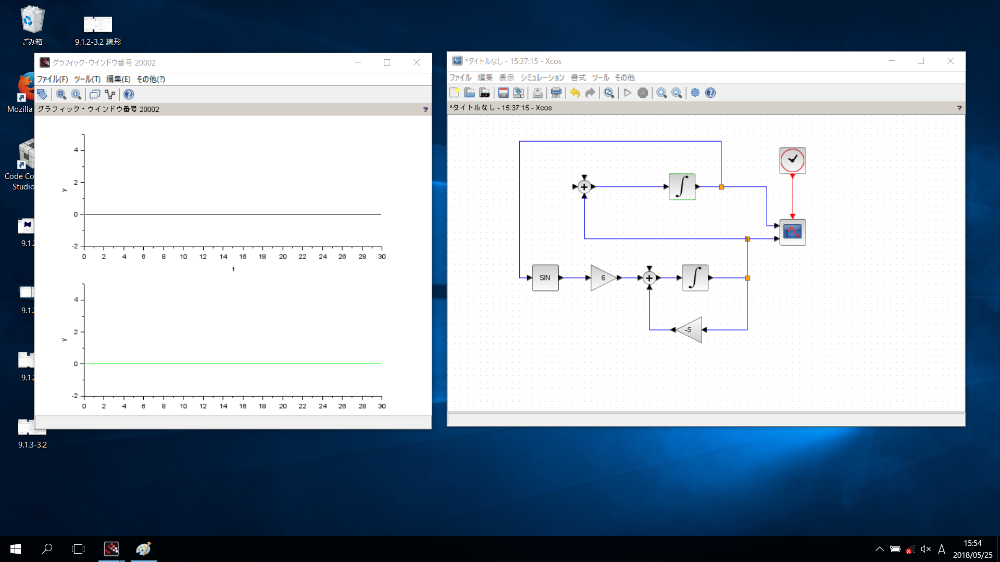 ごみ箱
9.1.2-3.2 線形
Mozilla
Code Co
Studio
9.1.2
9.1.2
9.1.2
9.1.3-3.2
グラフィック・ウインドウ番号 20002
ファイル(F) ツール(T) 編集(E) その他(?)
グラフィック・ウインドウ番号 20002 ?
4
2
0
-2
y
0 2 4 6 8 10 12 14 16 18 20 22 24 26 28 30
t
4
2
0
-2
y
0 2 4 6 8 10 12 14 16 18 20 22 24 26 28 30
*タイトルなし - 15:37:15 - Xcos
ファイル 編集 表示 シミュレーション 書式 ツール その他
*タイトルなし - 15:37:15 - Xcos ?
SIN
6
-5
A
15:54
2018/05/25